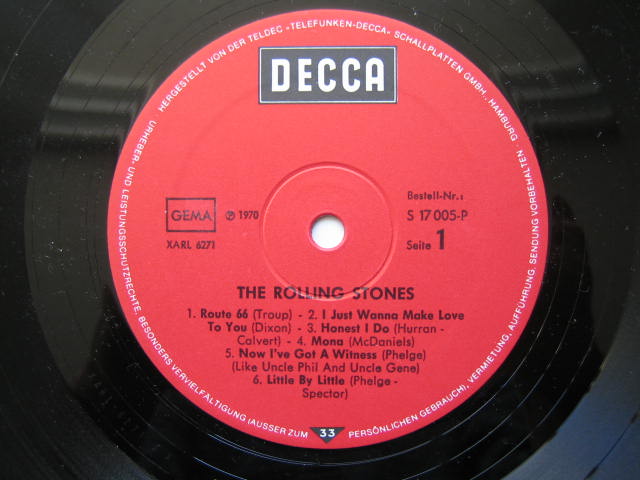 · HERGESTELLT VON DER TELDEC »TELEFUNKEN-DECCA« SCHALLPLATTEN GMBH., HAMBURG ·
URHEBER- UND LEISTUNGSSCHUTZRECHTE, BESONDERS VERVIELFÄLTIGUNG (AUSSER ZUM PERSÖNLICHEN GEBRAUCH), VERMIETUNG, AUFFÜHRUNG, SENDUNG VORBEHALTEN
DECCA
GEMA ℗ 1970
XARL 6271
Bestell-Nr.:
S 17 005-P
Seite 1
THE ROLLING STONES
1. Route 66 (Troup) - 2. I Just Wanna Make Love
To You (Dixon) - 3. Honest I Do (Hurran-
Calvert) - 4. Mona (McDaniels)
5. Now I've Got A Witness (Phelge)
(Like Uncle Phil And Uncle Gene)
6. Little By Little (Phelge -
Spector)
33